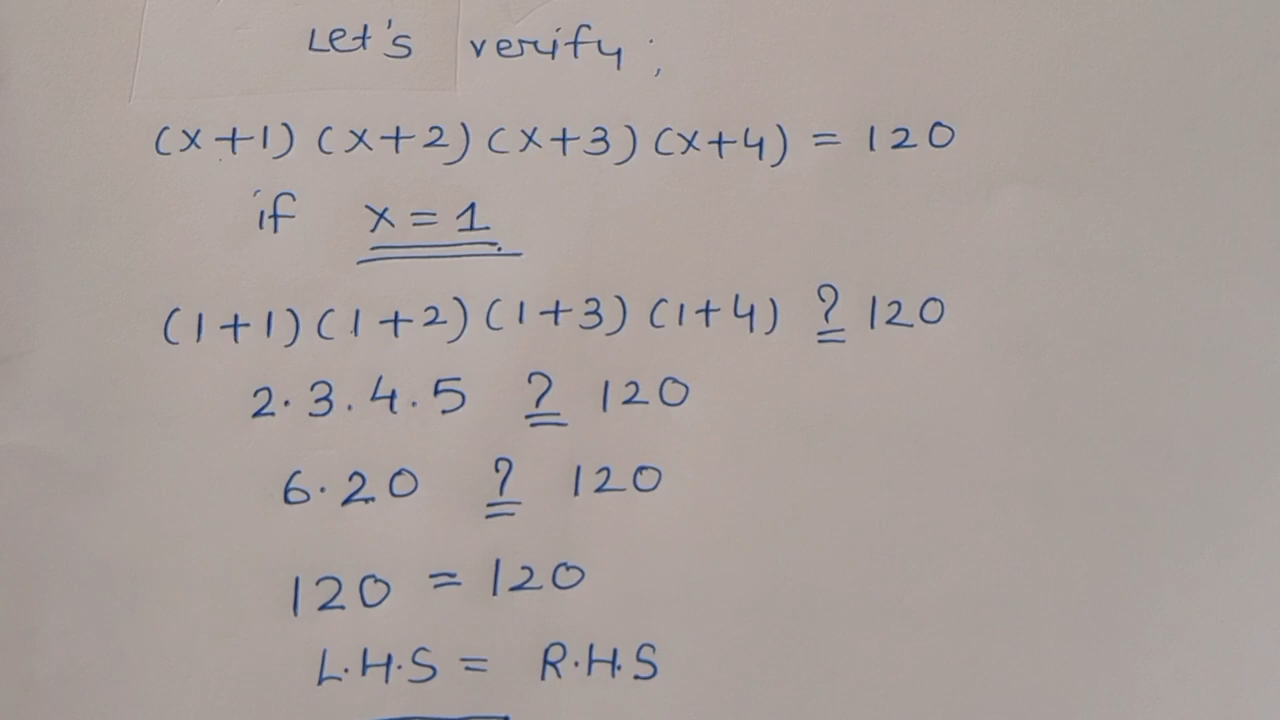 Let's verify;
(x+1)(x+2)(x+3)(x+4) = 120
if x=1
(1+1)(1+2)(1+3)(1+4) ≟ 120
2.3.4.5 ≟ 120
6.20 ≟ 120
120 = 120
L.H.S = R.H.S